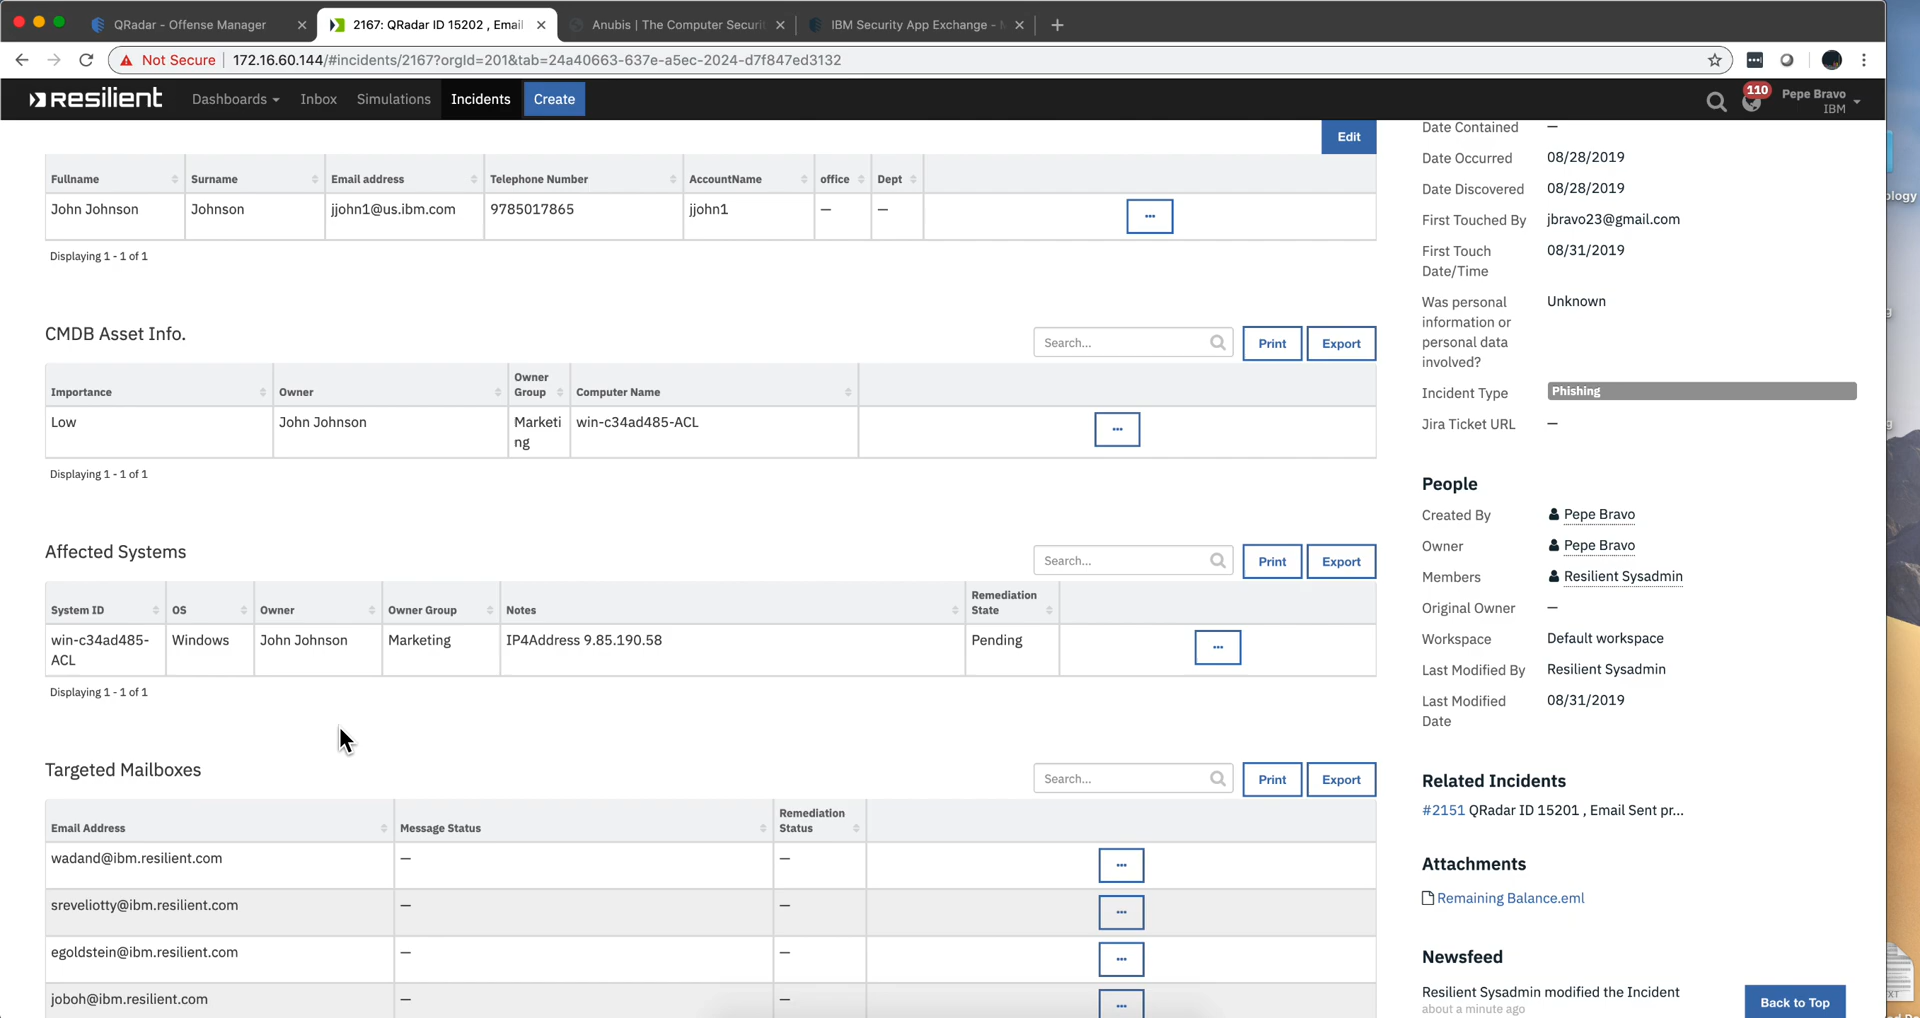 QRadar - Offense Manager
2167: QRadar ID 15202 , Email
Anubis | The Computer Securit
IBM Security App Exchange -
Not Secure
172.16.60.144/#incidents/2167?orgId=201&tab=24a40663-637e-a5ec-2024-d7f847ed3132
resilient
Dashboards
Inbox
Simulations
Incidents
Create
110
Pepe Bravo
IBM
Edit
Fullname
Surname
Email address
Telephone Number
AccountName
office
Dept
John Johnson
Johnson
jjohn1@us.ibm.com
9785017865
jjohn1
—
—
...
Displaying 1 - 1 of 1
CMDB Asset Info.
Search...
Print
Export
Importance
Owner
Owner
Group
Computer Name
Low
John Johnson
Marketi
ng
win-c34ad485-ACL
...
Displaying 1 - 1 of 1
Affected Systems
Search...
Print
Export
System ID
OS
Owner
Owner Group
Notes
Remediation
State
win-c34ad485-
ACL
Windows
John Johnson
Marketing
IP4Address 9.85.190.58
Pending
...
Displaying 1 - 1 of 1
Targeted Mailboxes
Search...
Print
Export
Email Address
Message Status
Remediation
Status
wadand@ibm.resilient.com
—
—
...
sreveliotty@ibm.resilient.com
—
—
...
egoldstein@ibm.resilient.com
—
—
...
joboh@ibm.resilient.com
—
—
...
Date Contained
—
Date Occurred
08/28/2019
Date Discovered
08/28/2019
First Touched By
jbravo23@gmail.com
First Touch
Date/Time
08/31/2019
Was personal
information or
personal data
involved?
Unknown
Incident Type
Phishing
Jira Ticket URL
—
People
Created By
Pepe Bravo
Owner
Pepe Bravo
Members
Resilient Sysadmin
Original Owner
—
Workspace
Default workspace
Last Modified By
Resilient Sysadmin
Last Modified
Date
08/31/2019
Related Incidents
#2151 QRadar ID 15201 , Email Sent pr...
Attachments
Remaining Balance.eml
Newsfeed
Resilient Sysadmin modified the Incident
about a minute ago
Back to Top
ology